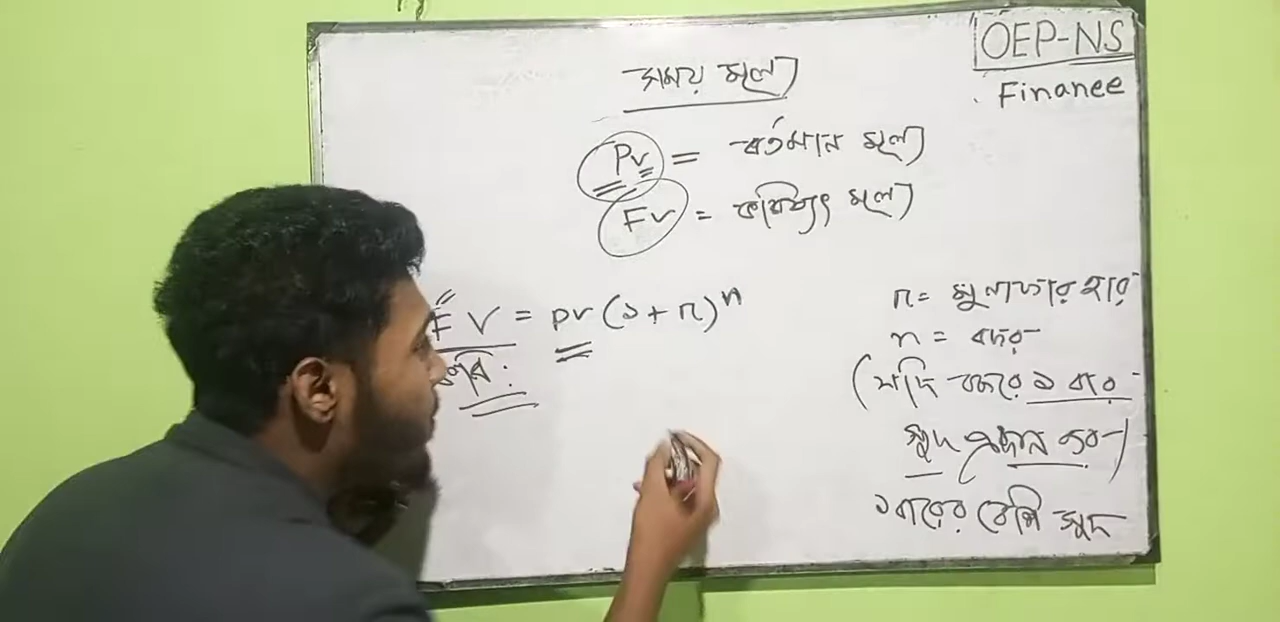 OEP-NS
Finance
সময় মূল্য
Pv = বর্তমান মূল্য
Fv = ভবিষ্যৎ মূল্য
FV = pv (১ + r)^n
r = মুনাফার হার
n = বছর
(যদি বছরে ১ বার
সুদ প্রদান করে)
১ বারের বেশি সুদ